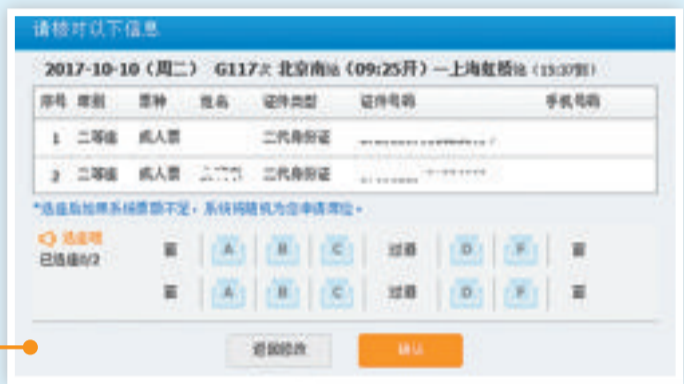 请核对以下信息
2017-10-10（周二） G117次 北京南站（09:25开）—上海虹桥站（15:37到）
序号 席别 票种 姓名 证件类型 证件号码 手机号码
1 二等座 成人票 二代身份证
2 二等座 成人票 二代身份证
*选座后如果系统票额不足，系统将随机为您申请席位。
选座啦
已选座0/2
窗 A B C 过道 D F 窗
窗 A B C 过道 D F 窗
返回修改 确认